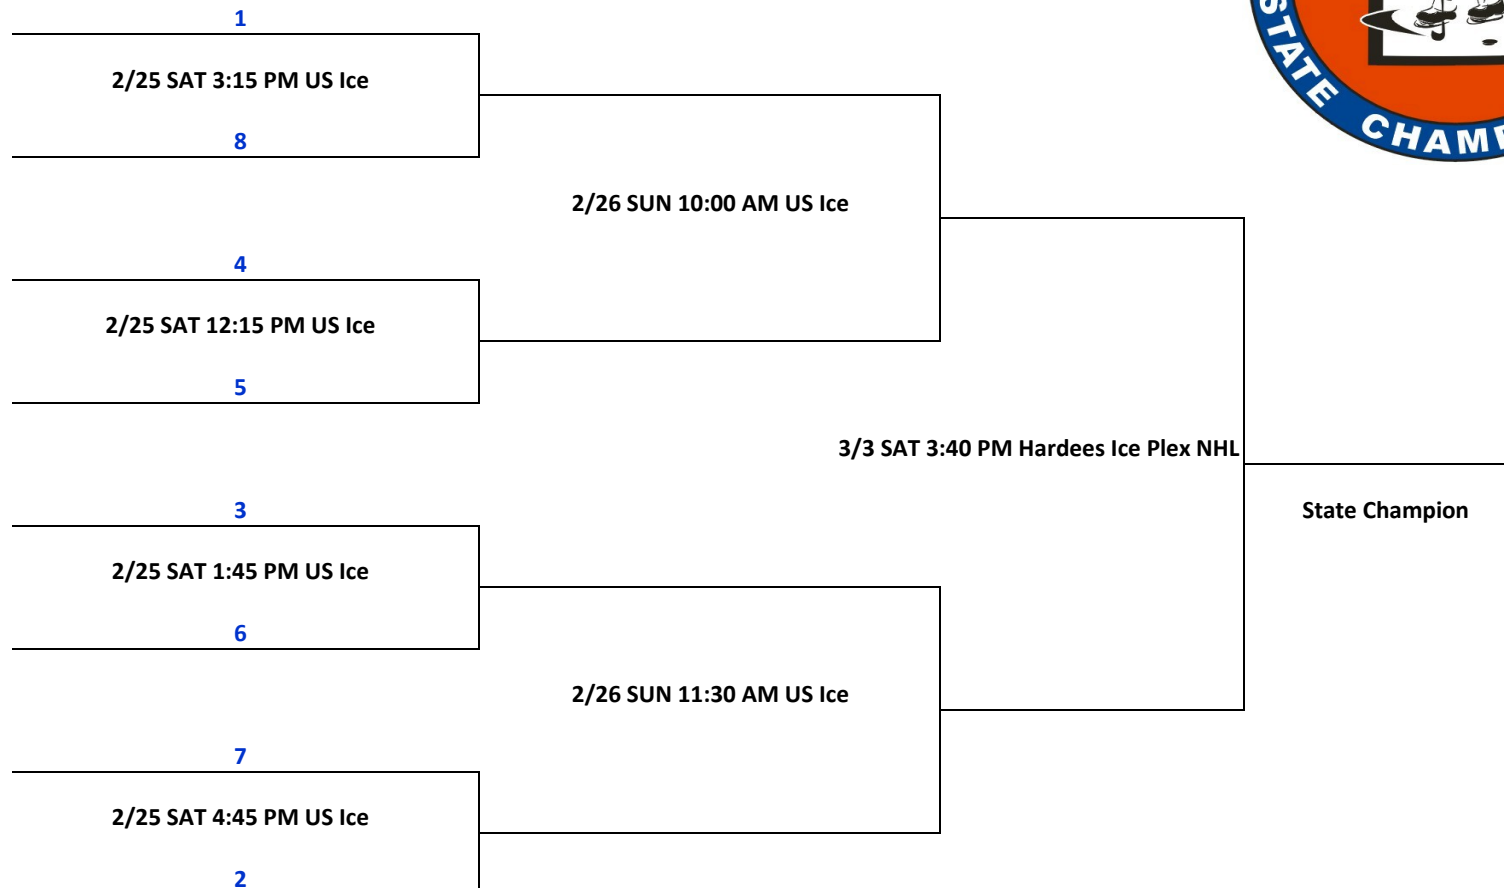 1
2/25 SAT 3:15 PM US Ice
8
2/26 SUN 10:00 AM US Ice
4
2/25 SAT 12:15 PM US Ice
5
3/3 SAT 3:40 PM Hardees Ice Plex NHL
State Champion
3
2/25 SAT 1:45 PM US Ice
6
2/26 SUN 11:30 AM US Ice
7
2/25 SAT 4:45 PM US Ice
2
STATE CHAMP